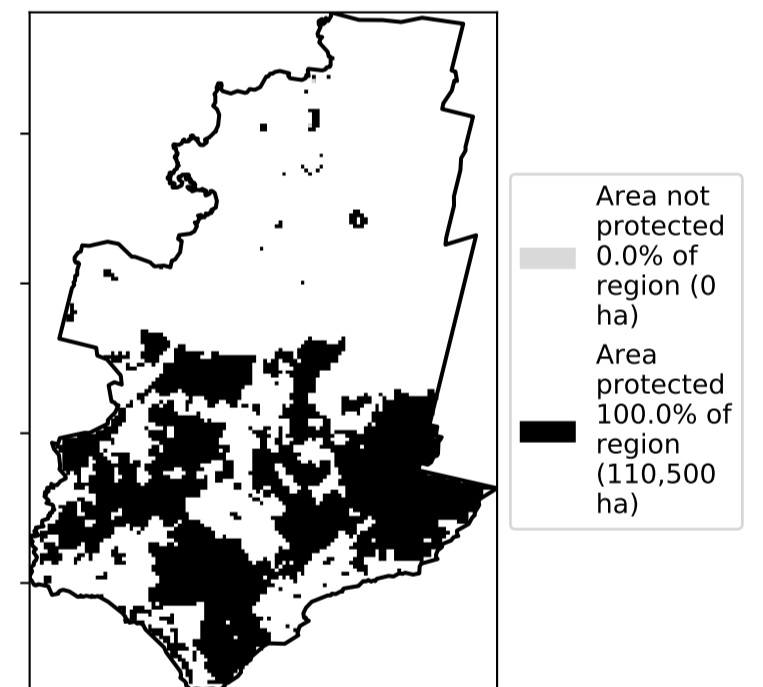 Area not
protected
0.0% of
region (0
ha)
Area
protected
100.0% of
region
(110,500
ha)